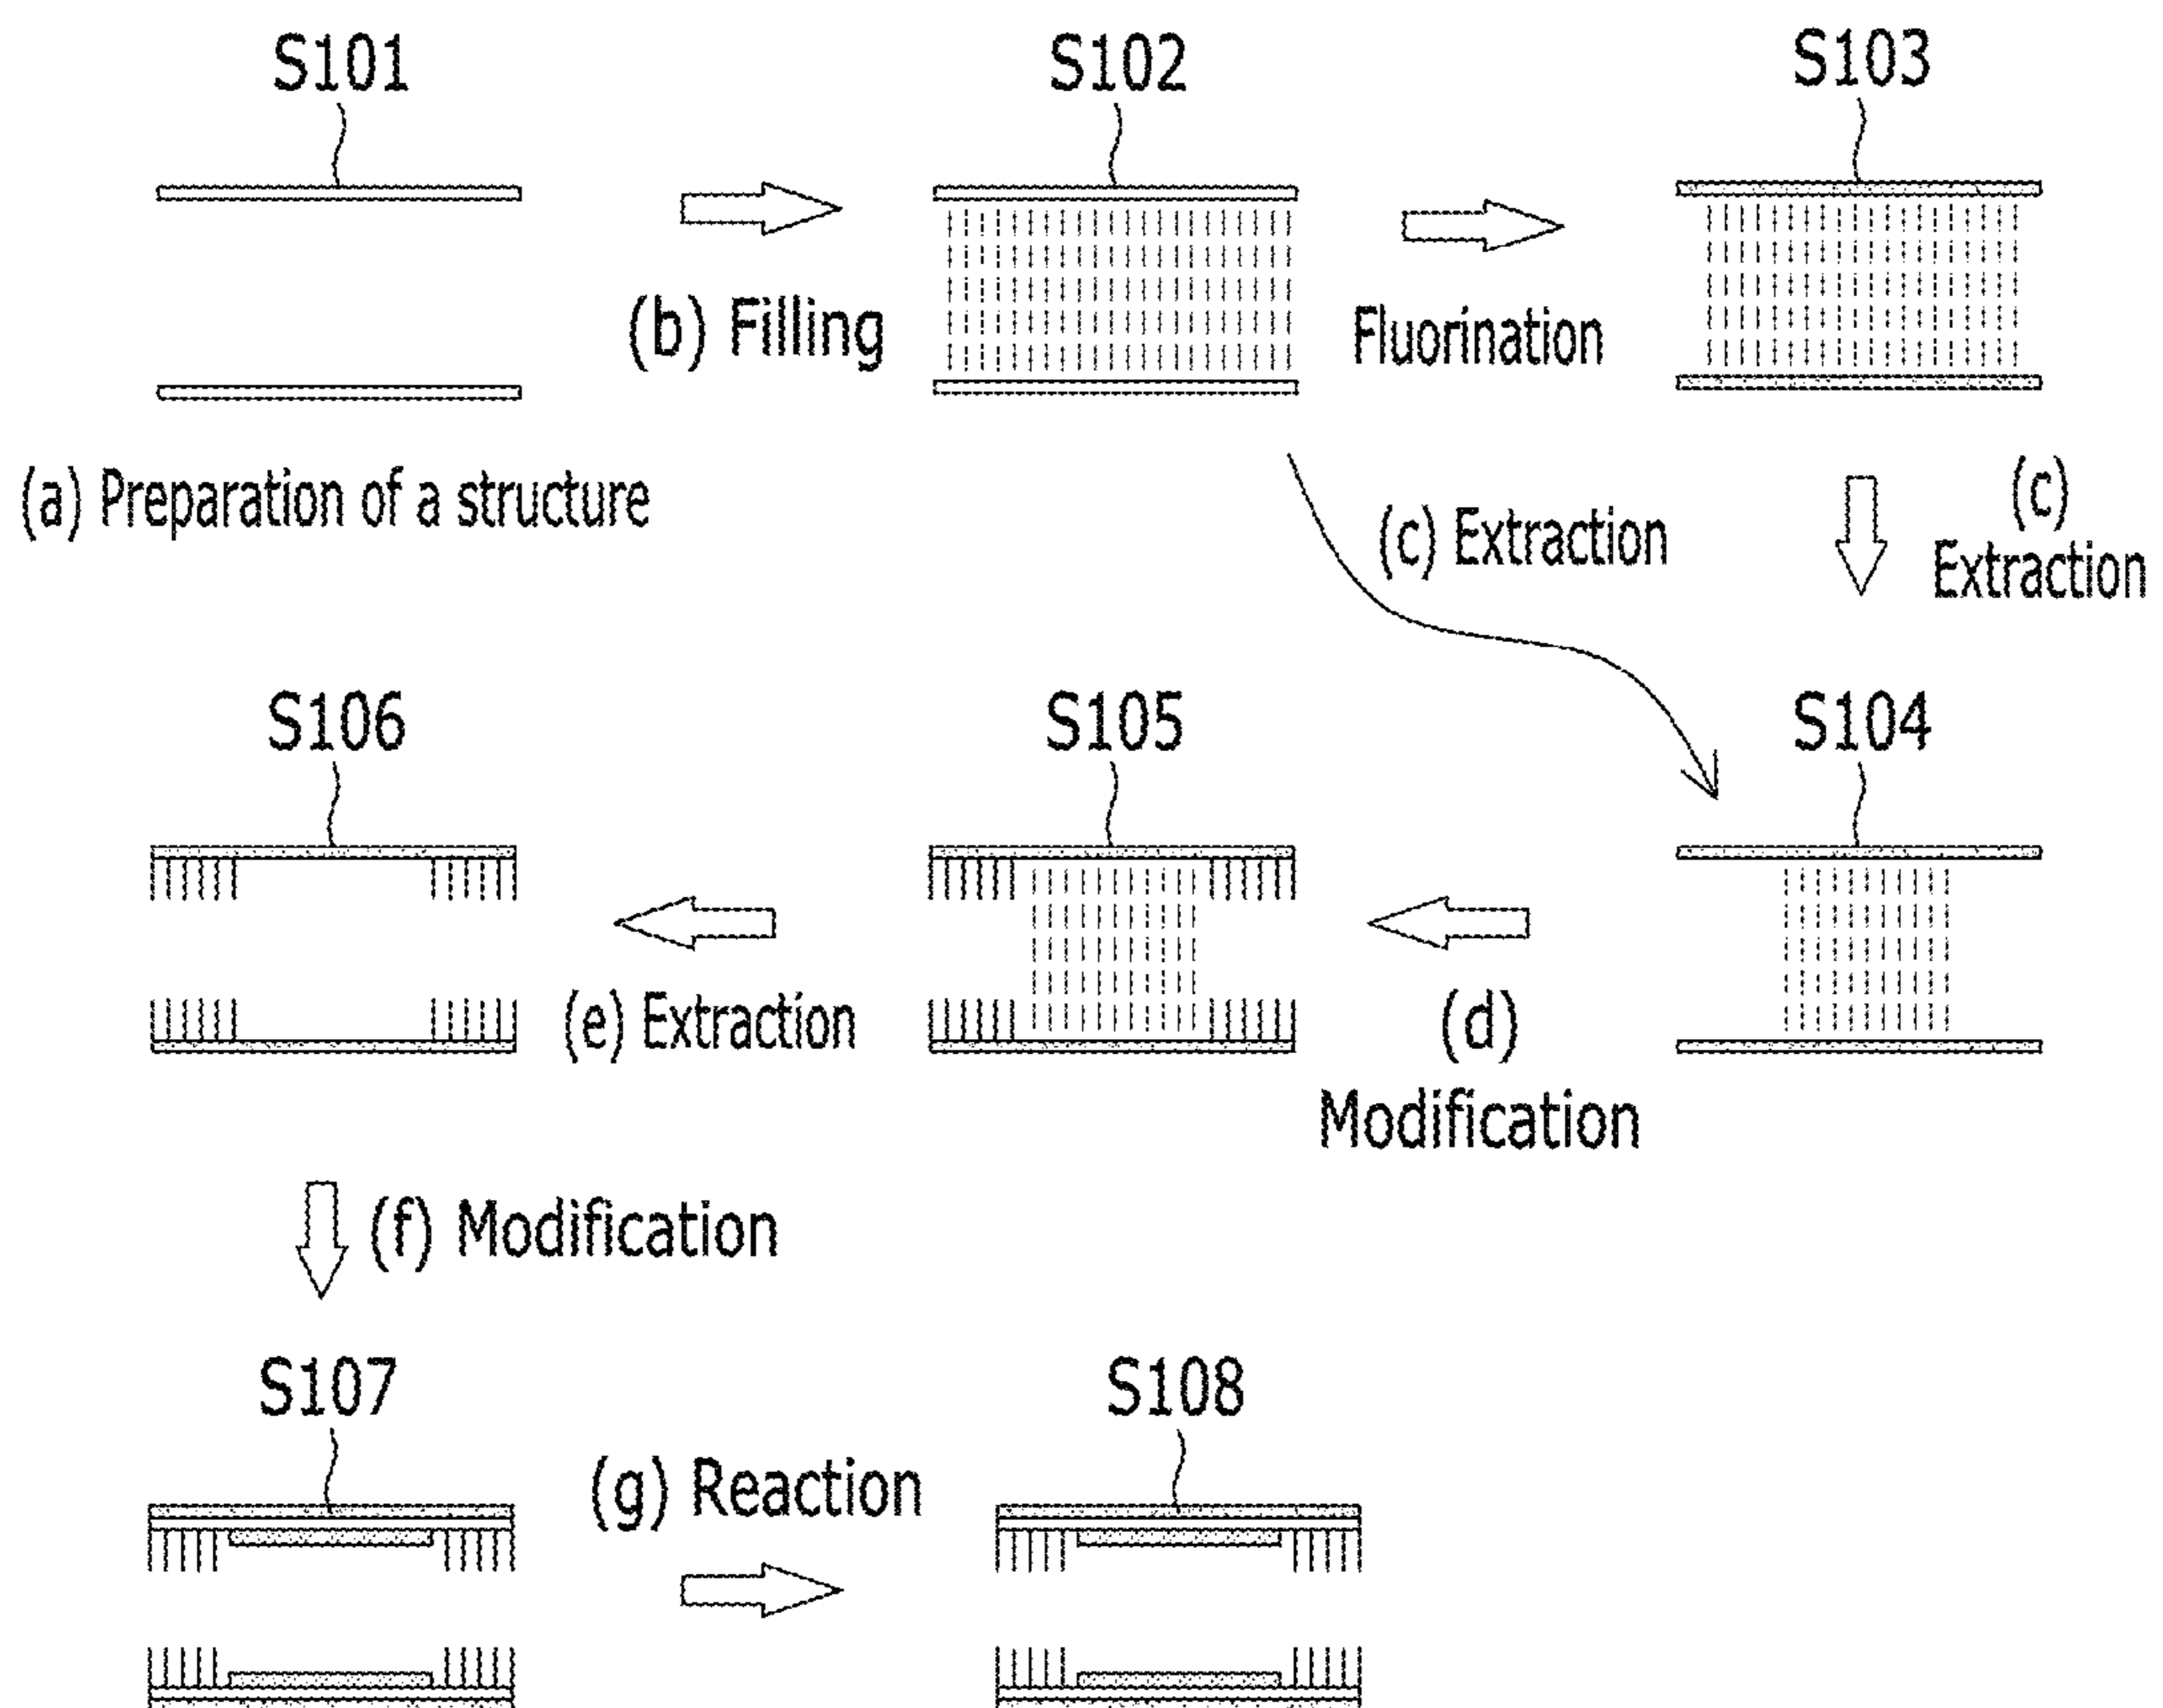 S101
S102
S103
(b) Filling
Fluorination
(a) Preparation of a structure
(c) Extraction
(c)
Extraction
S106
S105
S104
(e) Extraction
(d)
Modification
(f) Modification
S107
S108
(g) Reaction